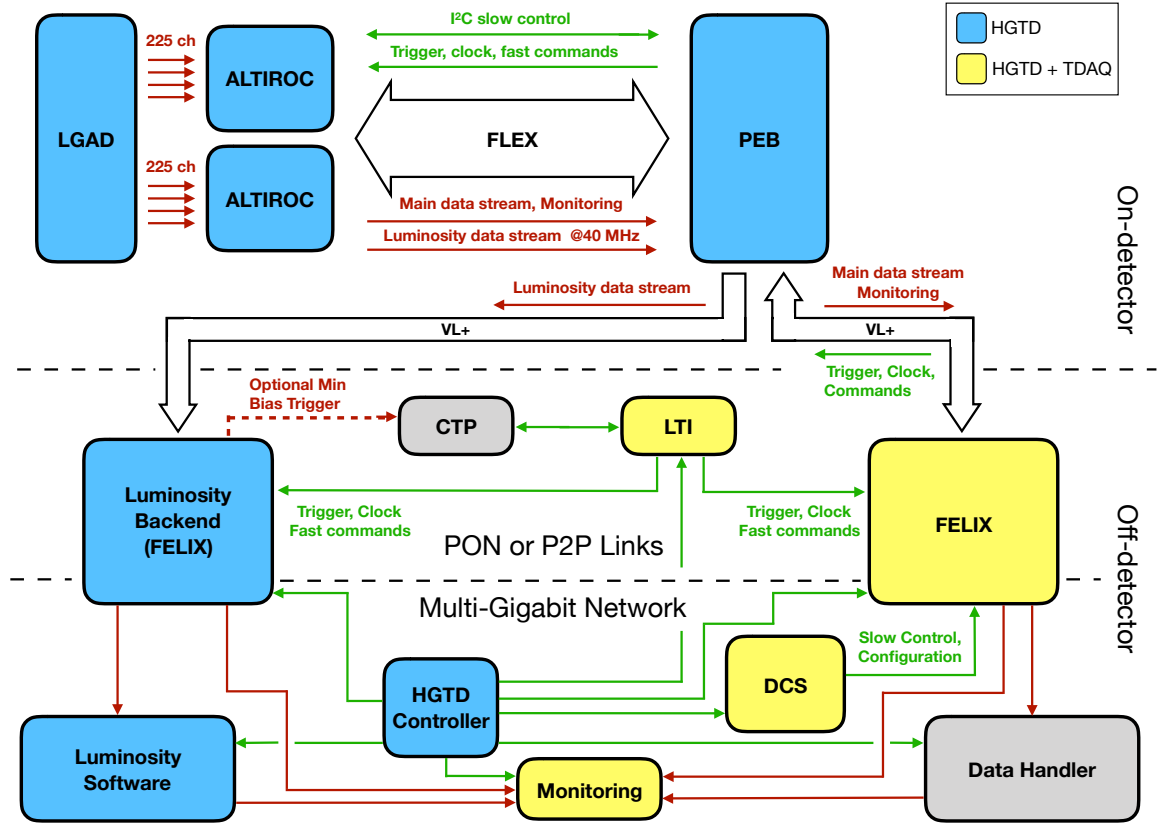 I²C slow control
Trigger, clock, fast commands
HGTD
HGTD + TDAQ
225 ch
ALTIROC
LGAD
FLEX
PEB
225 ch
ALTIROC
Main data stream, Monitoring
Luminosity data stream @40 MHz
On-detector
Luminosity data stream
Main data stream
Monitoring
VL+
VL+
Trigger, Clock,
Commands
Optional Min
Bias Trigger
CTP
LTI
Luminosity
Backend
(FELIX)
Trigger, Clock
Fast commands
PON or P2P Links
Trigger, Clock
Fast commands
FELIX
Off-detector
Multi-Gigabit Network
Slow Control,
Configuration
HGTD
Controller
DCS
Luminosity
Software
Monitoring
Data Handler